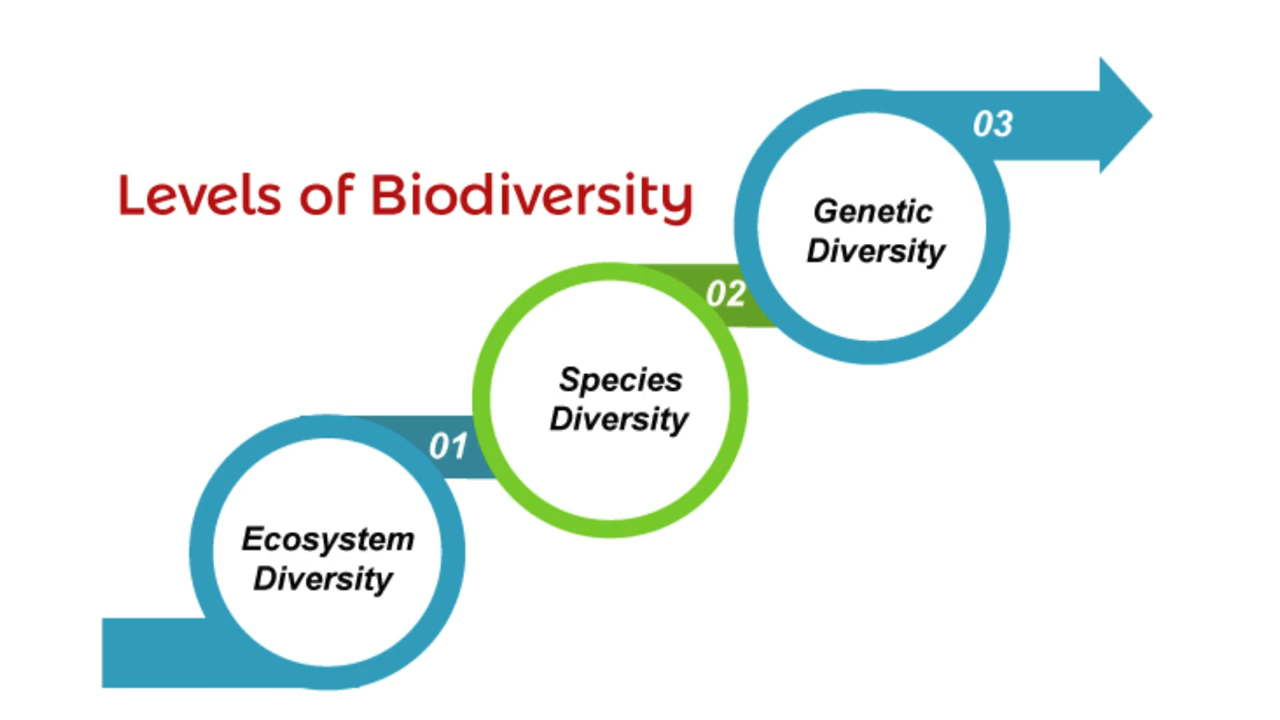 Levels of Biodiversity
01
Ecosystem
Diversity
02
Species
Diversity
03
Genetic
Diversity